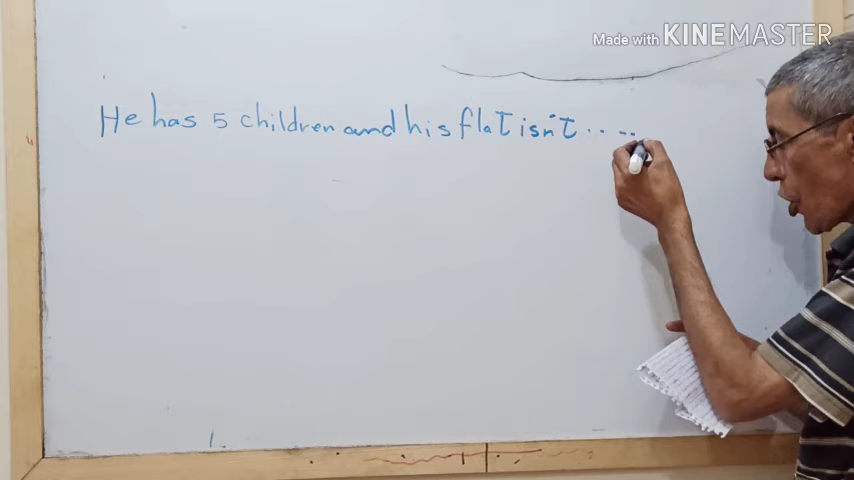 Made with KINEMASTER
He has 5 children and his flat isn't.. ..